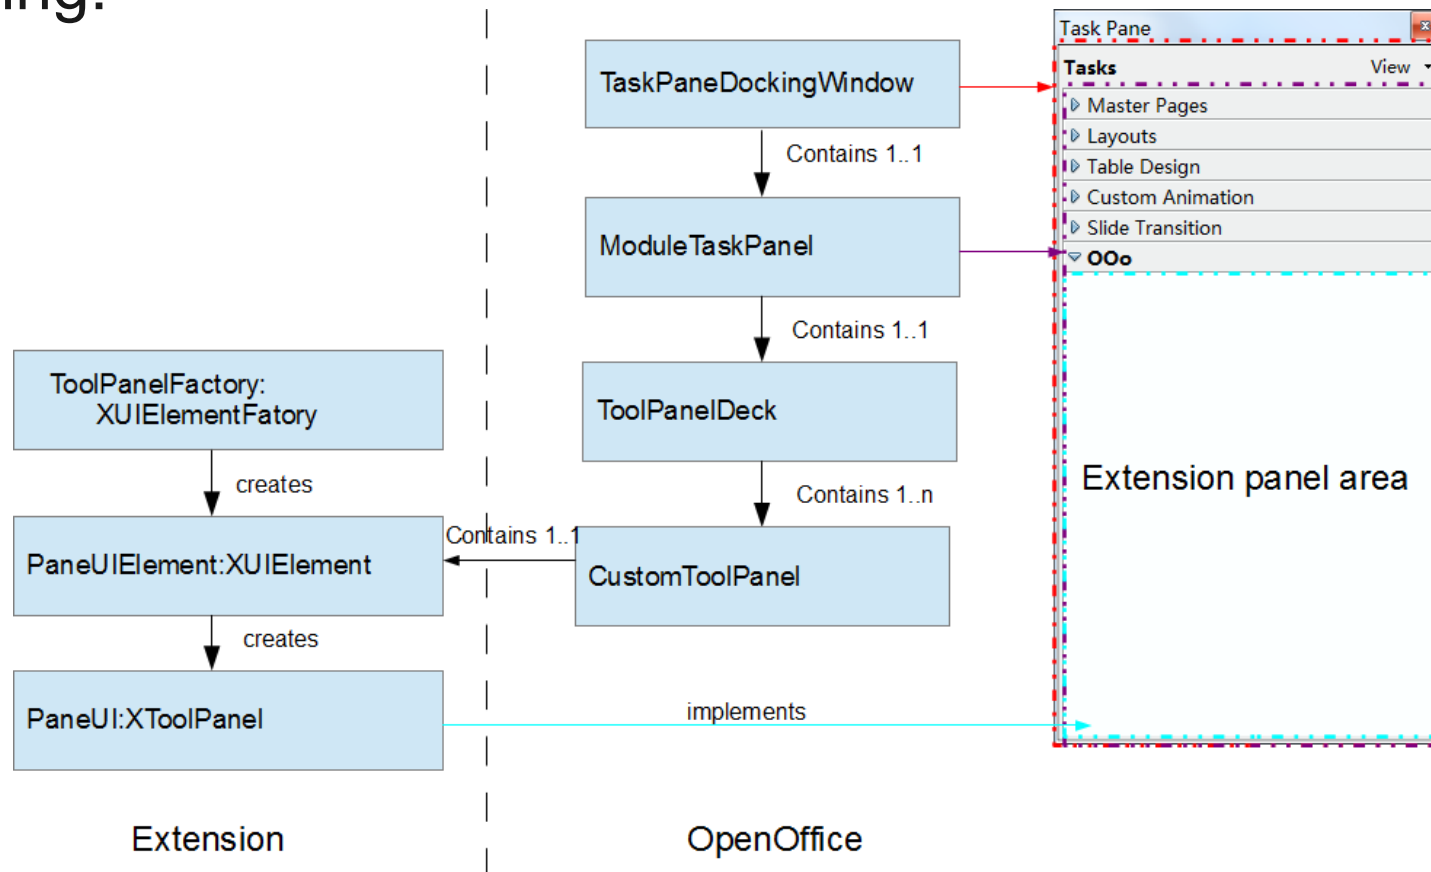 ning.
TaskPaneDockingWindow
Contains 1..1
ModuleTaskPanel
Contains 1..1
ToolPanelDeck
Contains 1..n
CustomToolPanel
Contains 1..1
ToolPanelFactory:
XUIElementFatory
creates
PaneUIElement:XUIElement
creates
PaneUI:XToolPanel
implements
Extension
OpenOffice
Task Pane
Tasks View
Master Pages
Layouts
Table Design
Custom Animation
Slide Transition
OOo
Extension panel area